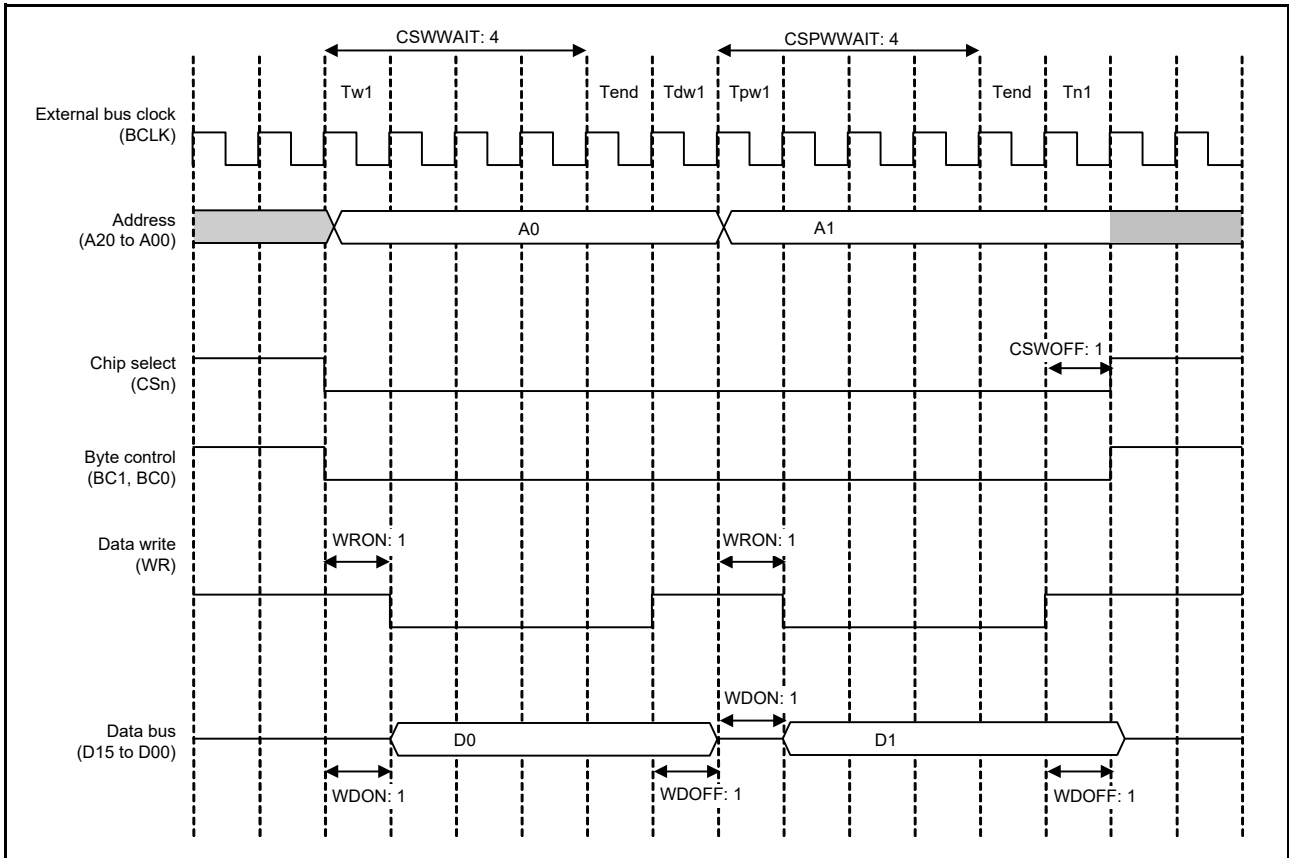 CSWWAIT: 4
CSPWWAIT: 4
Tw1
Tend
Tdw1
Tpw1
Tend
Tn1
External bus clock
(BCLK)
Address
(A20 to A00)
A0
A1
Chip select
(CSn)
CSWOFF: 1
Byte control
(BC1, BC0)
Data write
(WR)
WRON: 1
WRON: 1
WDON: 1
Data bus
(D15 to D00)
D0
D1
WDON: 1
WDOFF: 1
WDOFF: 1